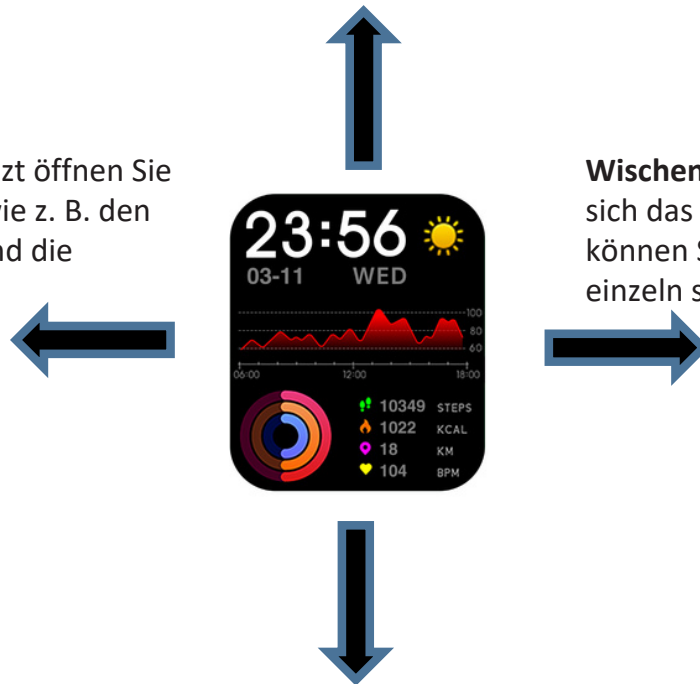 zt öffnen Sie
vie z. B. den
nd die
Wischen
sich das
können S
einzeln s
23:56
03-11 WED
100
80
60
06:00 12:00 18:00
10349 STEPS
1022 KCAL
18 KM
104 BPM